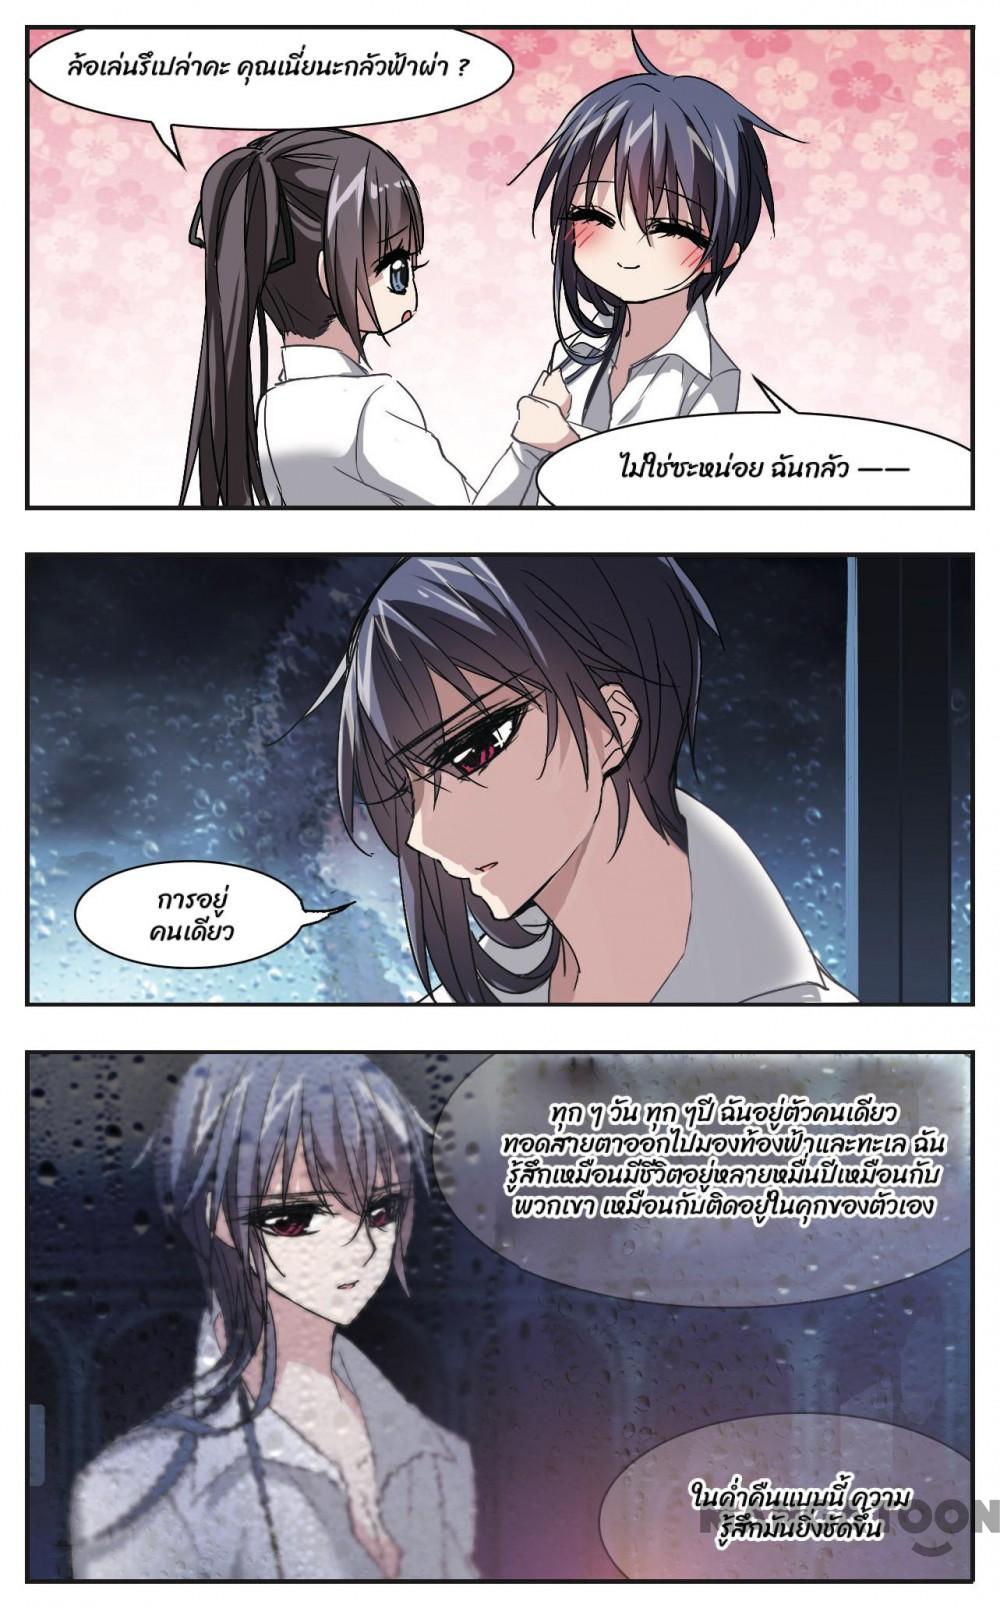 ล้อเล่นรึเปล่าคะ คุณเนี่ยนะกลัวฟ้าผ่า ?
ไม่ใช่ซะหน่อย ฉันกลัว ——
การอยู่
คนเดียว
ทุก ๆ วัน ทุก ๆปี ฉันอยู่ตัวคนเดียว
ทอดสายตาออกไปมองท้องฟ้าและทะเล ฉัน
รู้สึกเหมือนมีชีวิตอยู่หลายหมื่นปีเหมือนกับ
พวกเขา เหมือนกับติดอยู่ในคุกของตัวเอง
ในค่ำคืนแบบนี้ ความ
รู้สึกมันยิ่งชัดขึ้น
MANGATOON